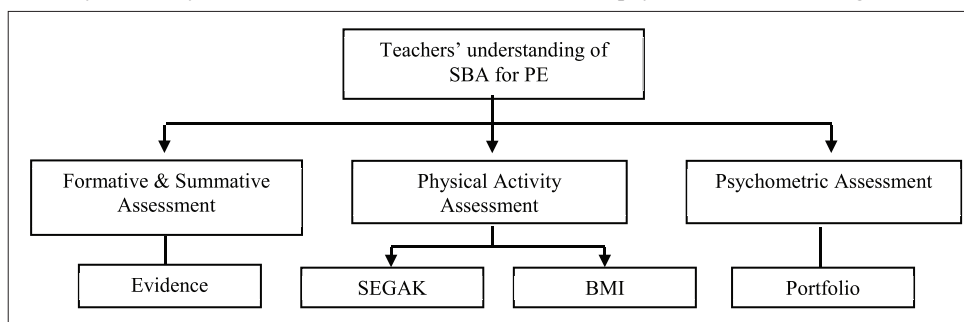 Teachers’ understanding of
SBA for PE
Formative & Summative
Assessment
Physical Activity
Assessment
Psychometric Assessment
Evidence
SEGAK
BMI
Portfolio